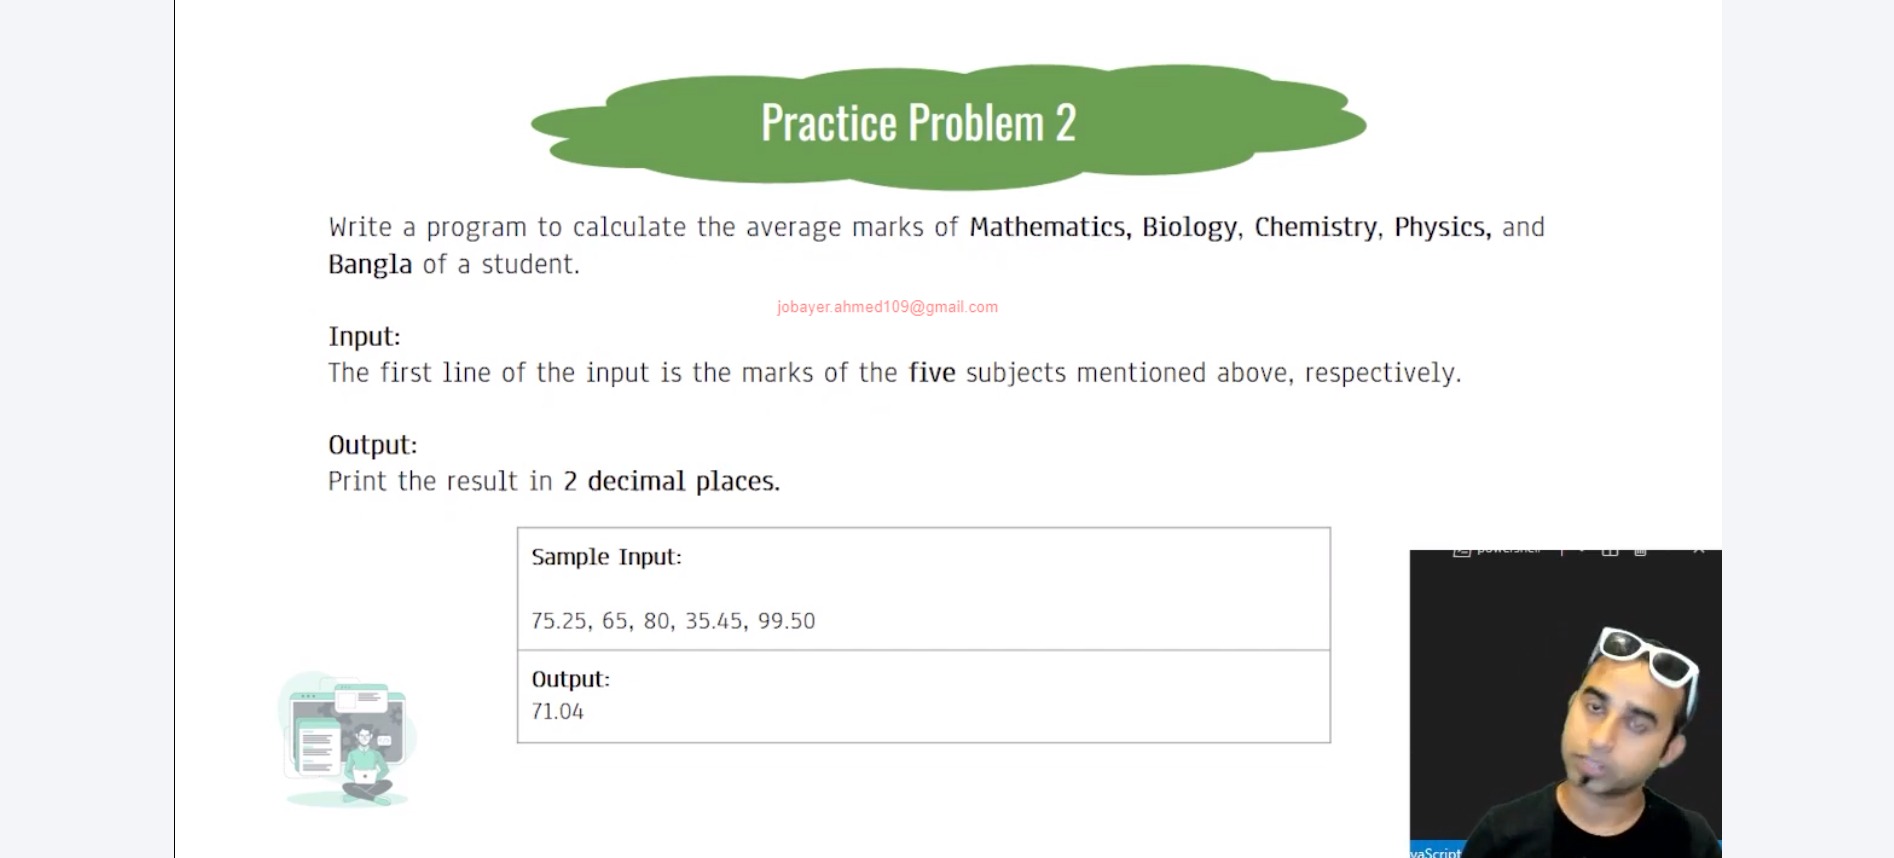 Practice Problem 2
Write a program to calculate the average marks of Mathematics, Biology, Chemistry, Physics, and
Bangla of a student.
jobayer.ahmed109@gmail.com
Input:
The first line of the input is the marks of the five subjects mentioned above, respectively.
Output:
Print the result in 2 decimal places.
Sample Input:
75.25, 65, 80, 35.45, 99.50
Output:
71.04
vaScript